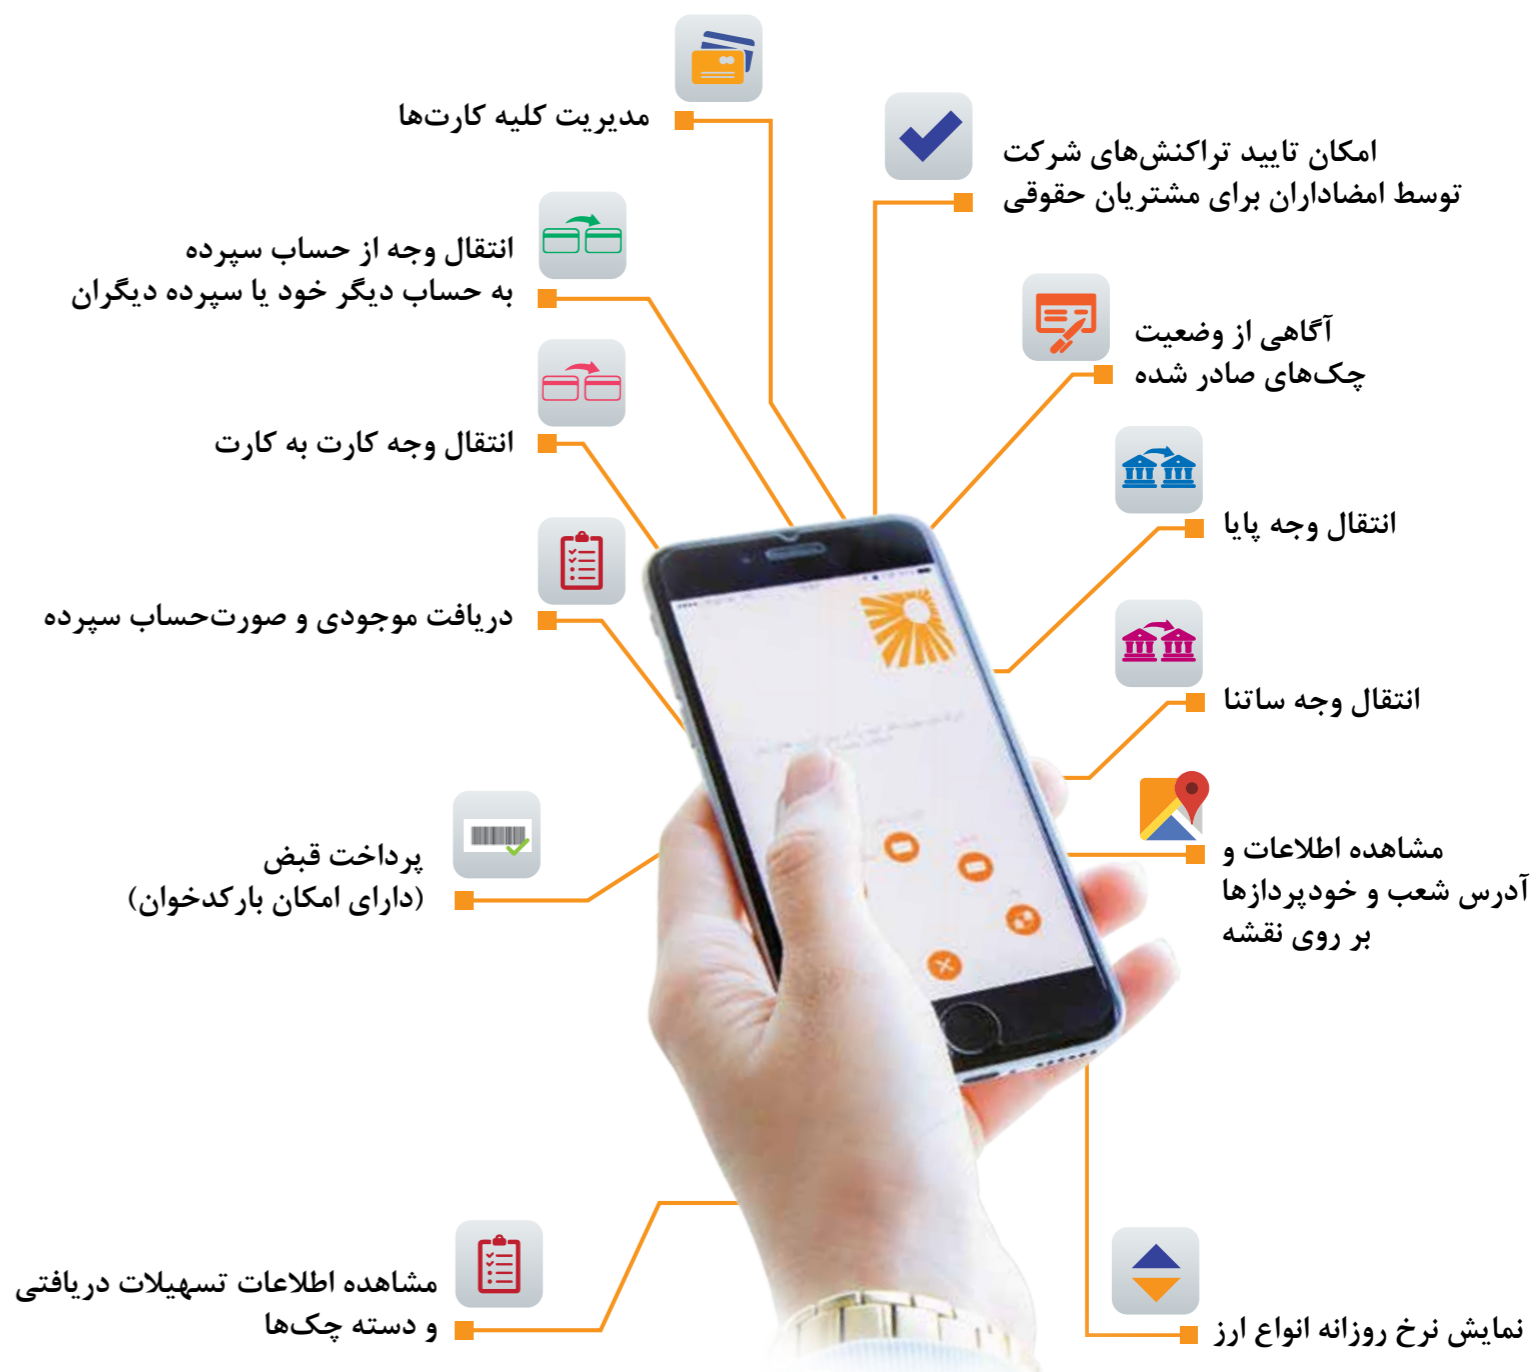 مدیریت کلیه کارت‌ها
امکان تایید تراکنش‌های شرکت
توسط امضاداران برای مشتریان حقوقی
انتقال وجه از حساب سپرده
به حساب دیگر خود یا سپرده دیگران
آگاهی از وضعیت
چک‌های صادر شده
انتقال وجه کارت به کارت
انتقال وجه پایا
دریافت موجودی و صورت‌حساب سپرده
انتقال وجه ساتنا
پرداخت قبض
(دارای امکان بارکدخوان)
مشاهده اطلاعات و
آدرس شعب و خودپردازها
بر روی نقشه
مشاهده اطلاعات تسهیلات دریافتی
و دسته چک‌ها
نمایش نرخ روزانه انواع ارز